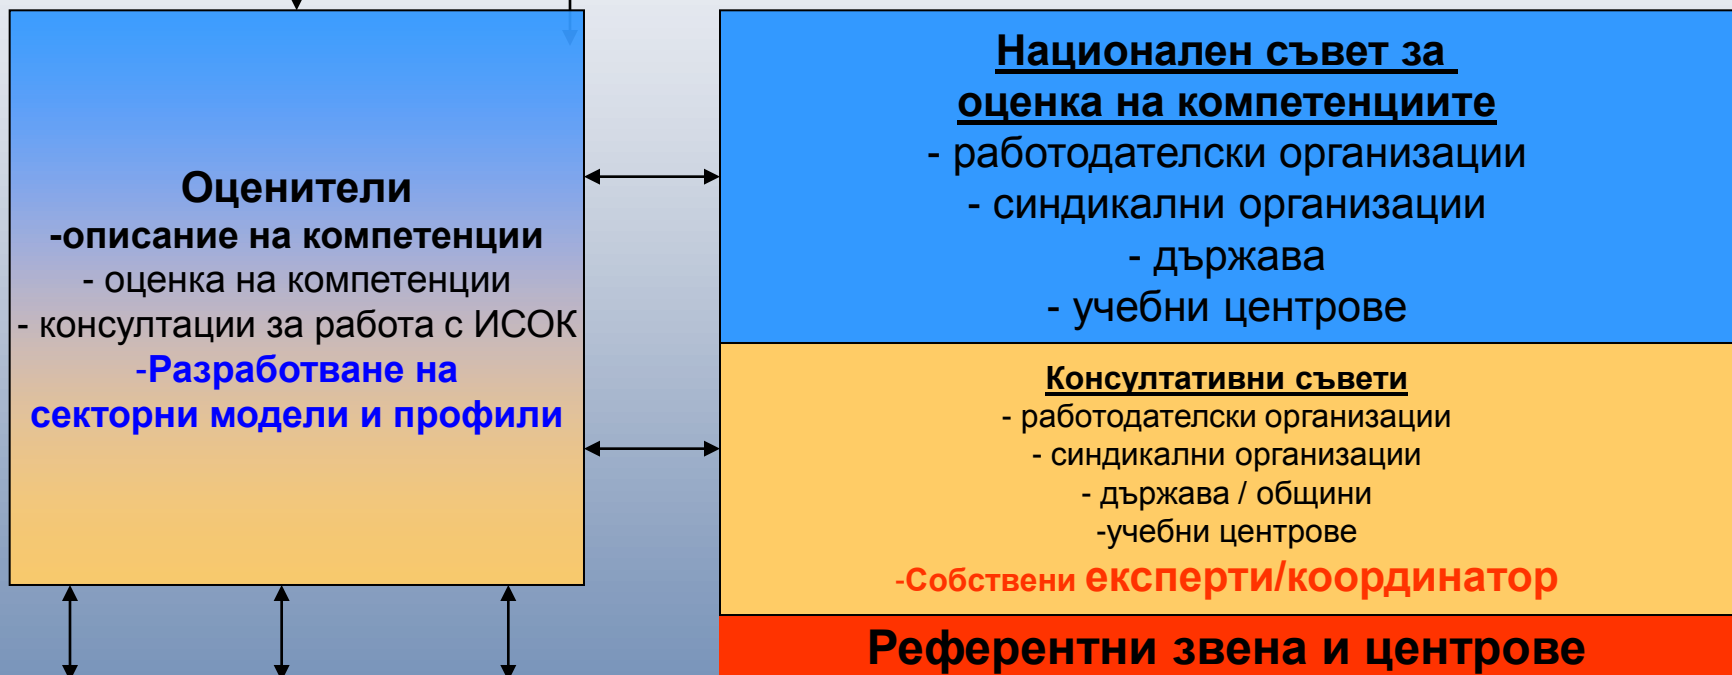 Оценители
-описание на компетенции
- оценка на компетенции
- консултации за работа с ИСОК
-Разработване на
секторни модели и профили
Национален съвет за
оценка на компетенциите
- работодателски организации
- синдикални организации
- държава
- учебни центрове
Консултативни съвети
- работодателски организации
- синдикални организации
- държава / общини
-учебни центрове
-Собствени експерти/координатор
Референтни звена и центрове